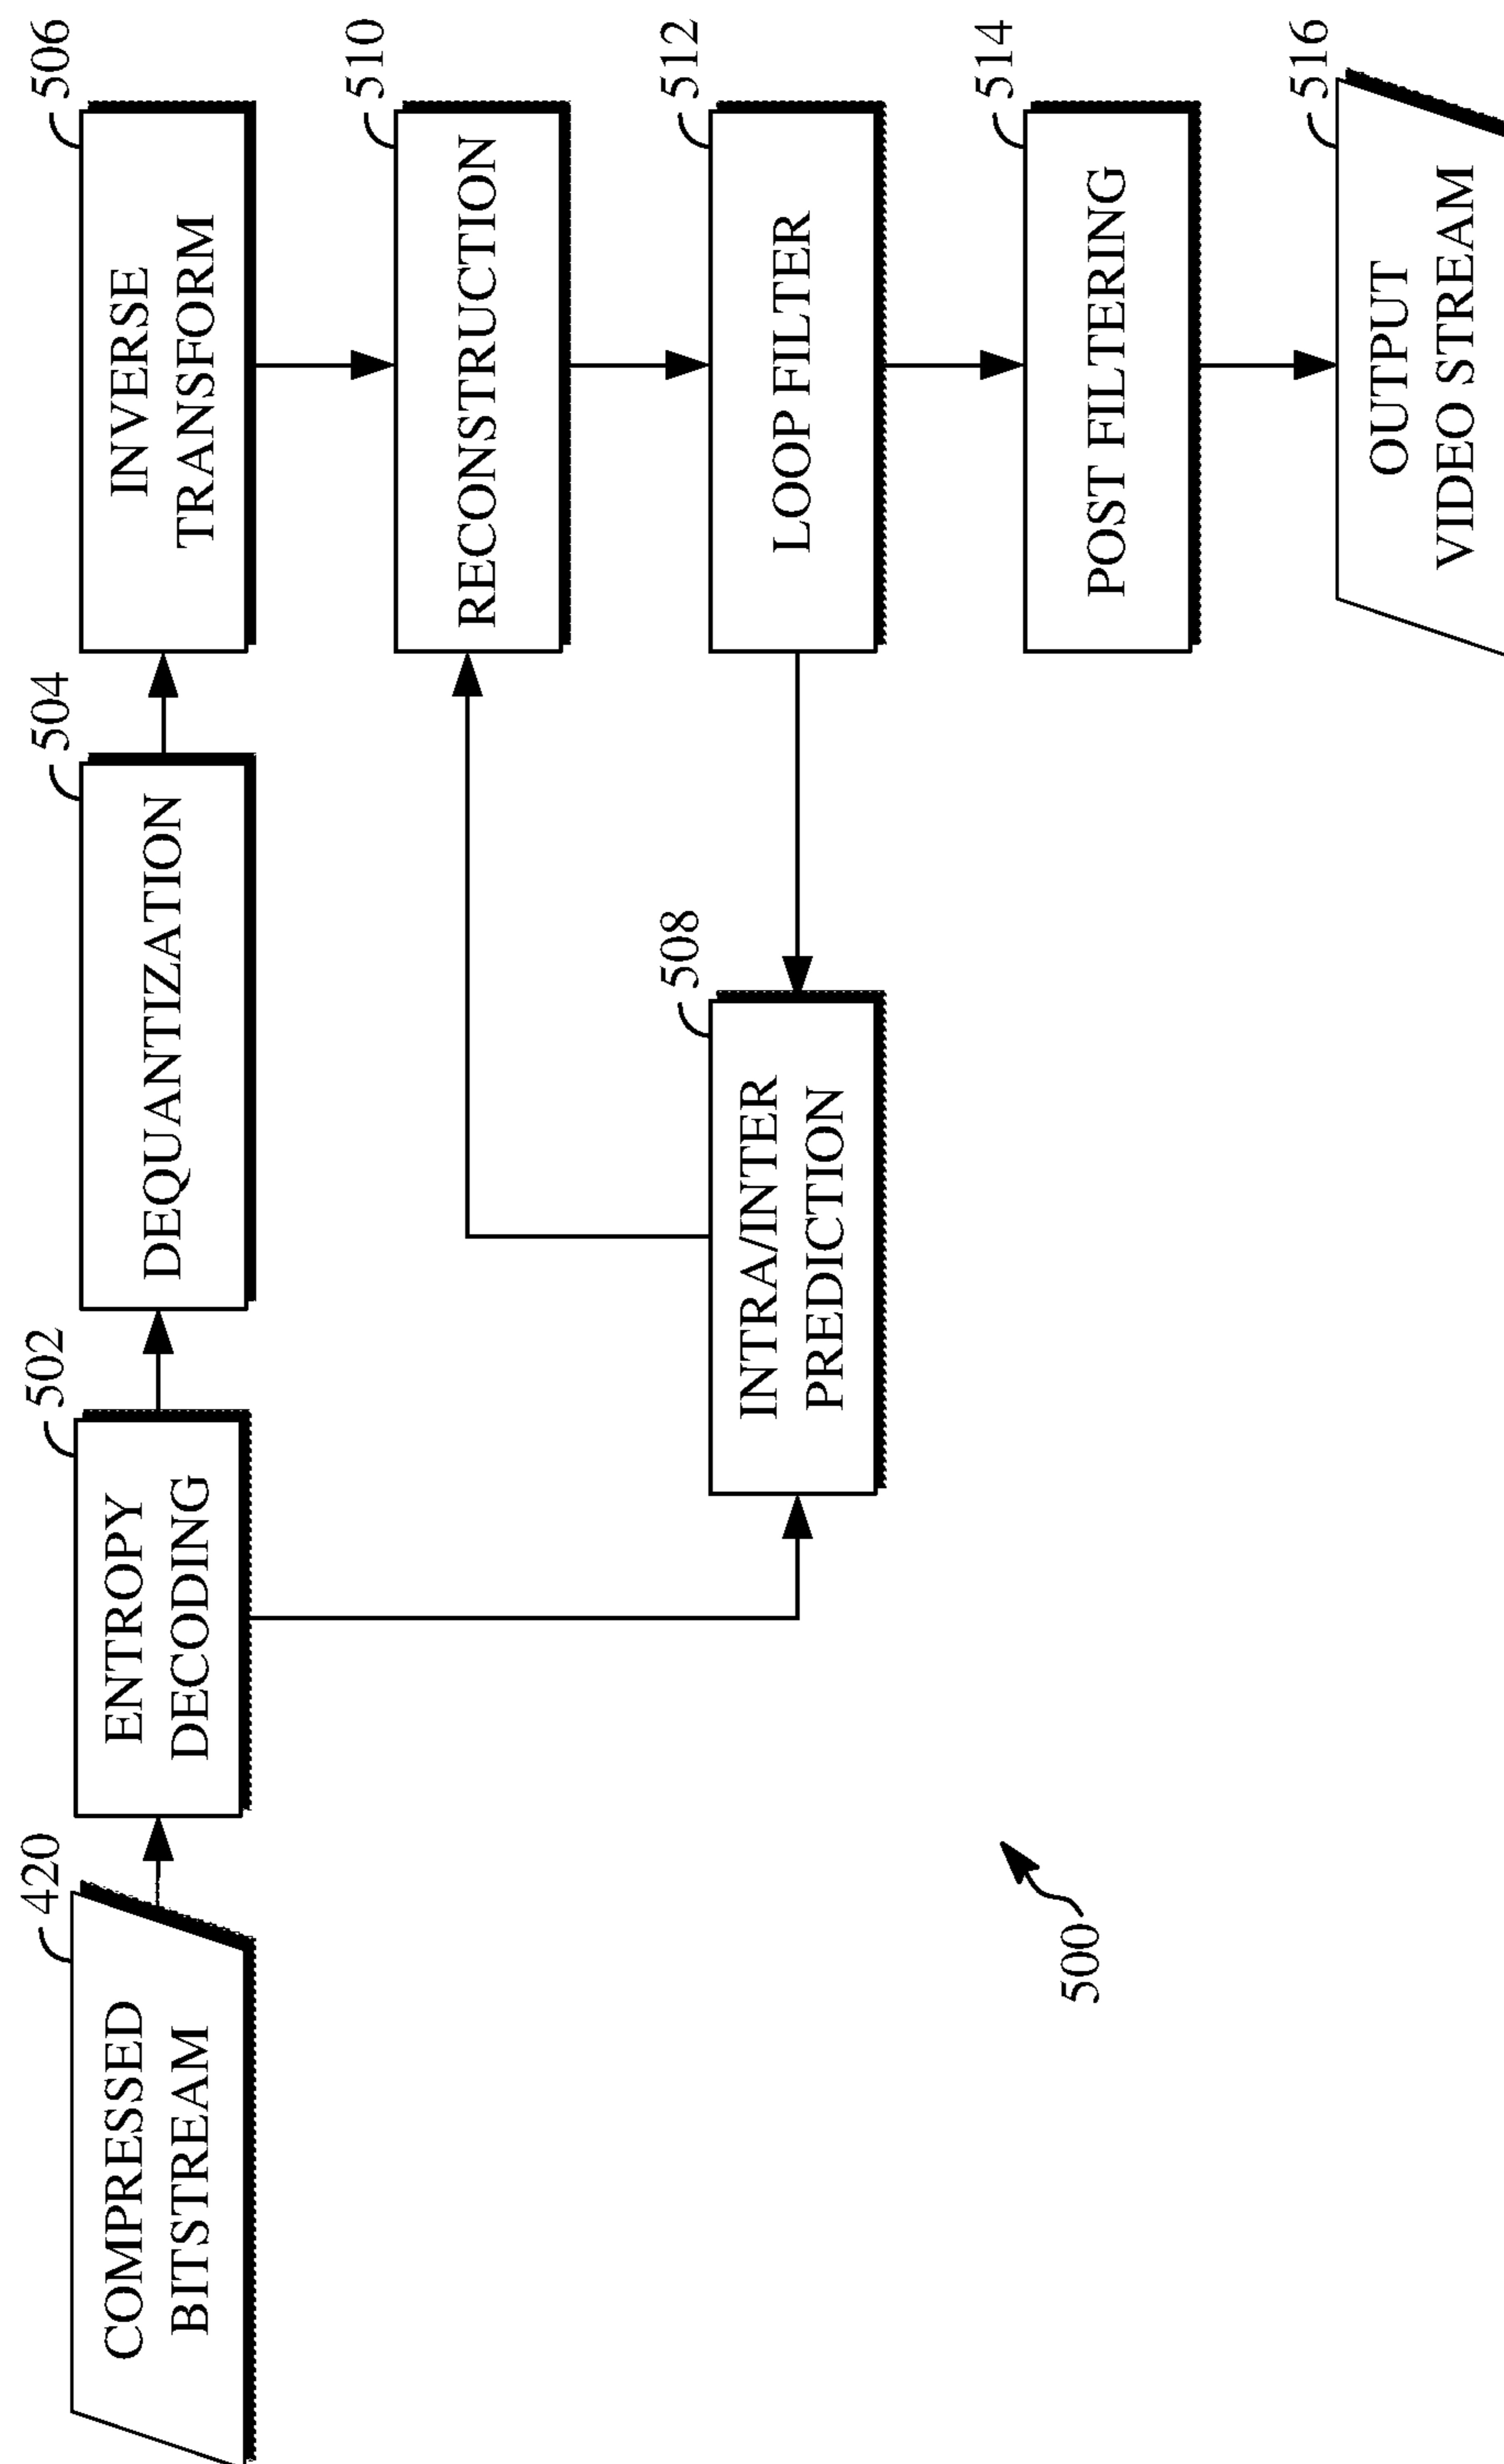 420
COMPRESSED
BITSTREAM
502
ENTROPY
DECODING
504
DEQUANTIZATION
506
INVERSE
TRANSFORM
510
RECONSTRUCTION
508
INTRA/INTER
PREDICTION
512
LOOP FILTER
514
POST FILTERING
516
OUTPUT
VIDEO STREAM
500